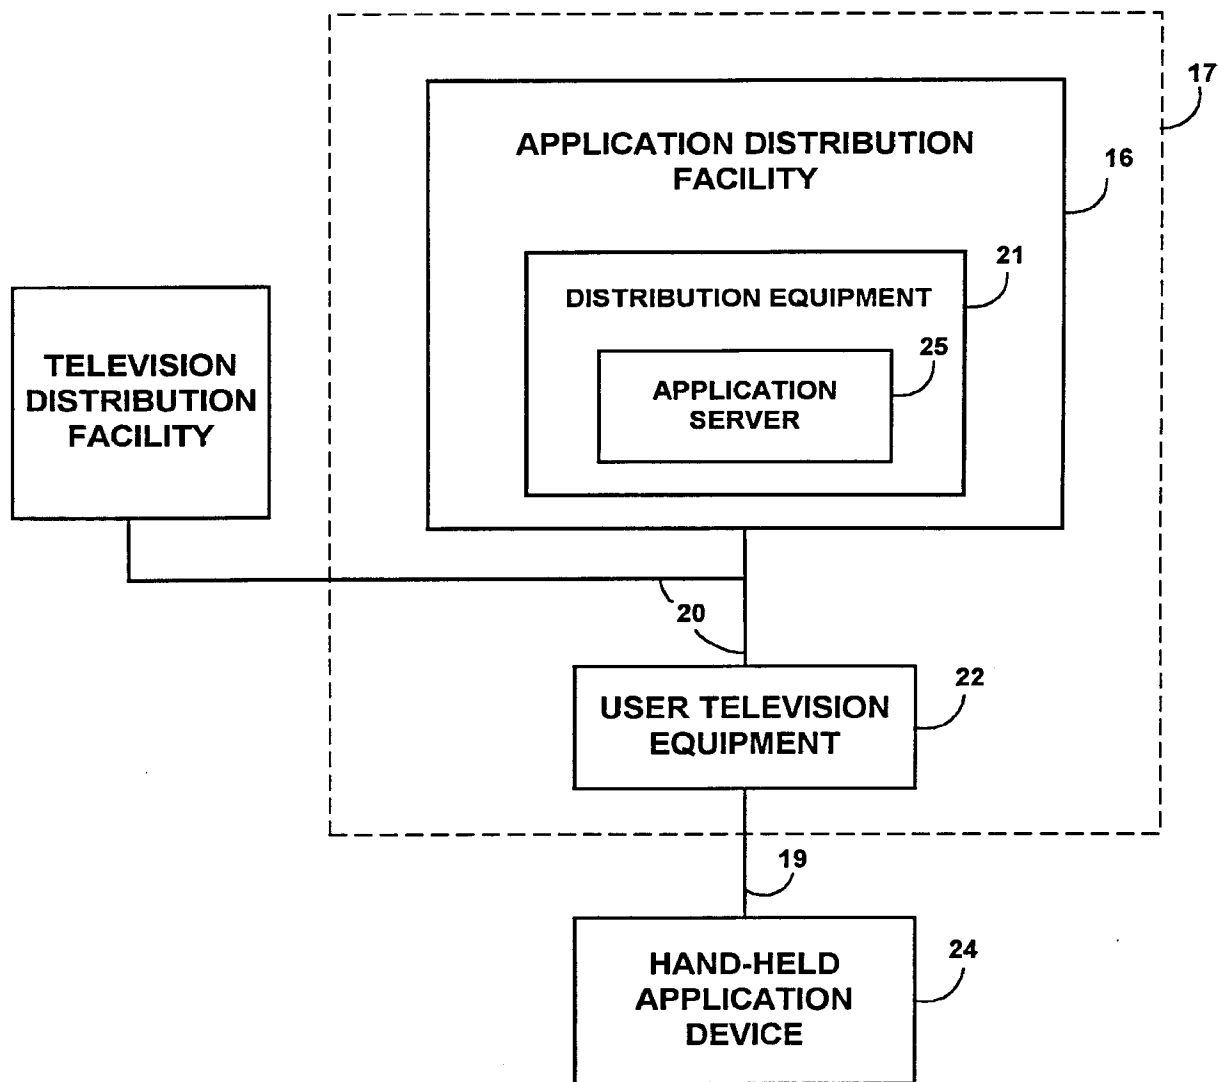 17
APPLICATION DISTRIBUTION
FACILITY
16
21
DISTRIBUTION EQUIPMENT
25
APPLICATION
SERVER
TELEVISION
DISTRIBUTION
FACILITY
20
22
USER TELEVISION
EQUIPMENT
19
24
HAND-HELD
APPLICATION
DEVICE